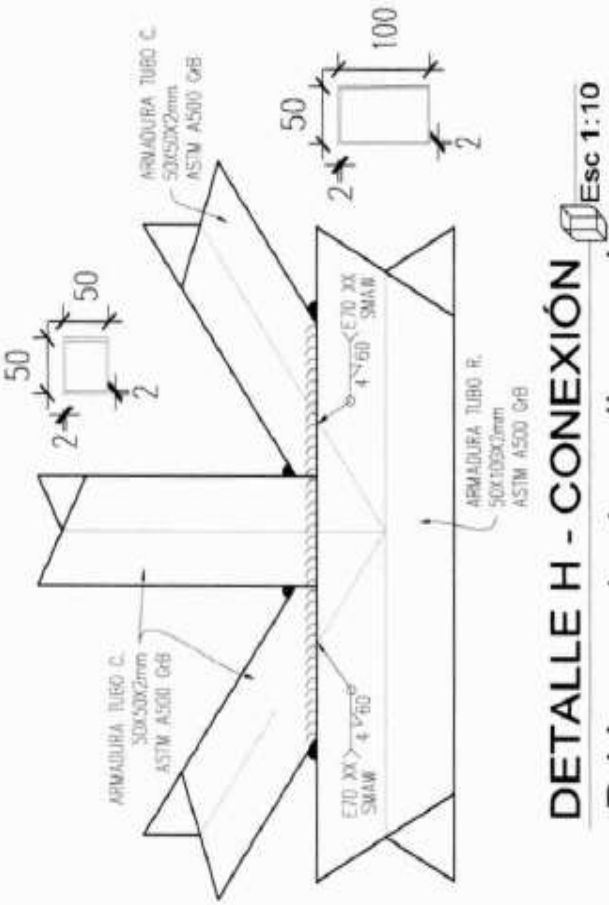 50
50
2
2
ARMADURA TUBO C.
50X50X2mm
ASTM A500 GrB
ARMADURA TUBO C.
50X50X2mm
ASTM A500 GrB
50
100
2
2
E70 XX
SMAW
4 60
E70 XX
SMAW
4 60
ARMADURA TUBO R.
50X100X2mm
ASTM A500 GrB
DETALLE H - CONEXIÓN
Esc 1:10